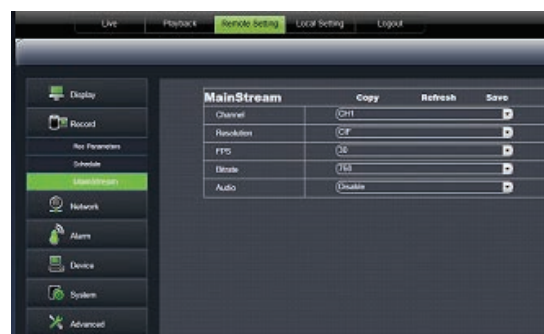 Live Playback Remote Setting Local Setting Logout
Display
Record
Rec Parameters
Schedule
MainStream
Network
Alarm
Device
System
Advanced
MainStream Copy Refresh Save
Channel CH1
Resolution CIF
FPS 30
Bitrate 768
Audio Disable